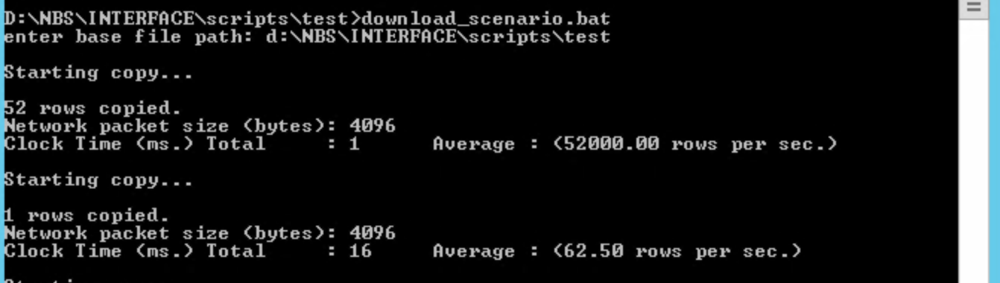 D:\NBS\INTERFACE\scripts\test>download_scenario.bat
enter base file path: d:\NBS\INTERFACE\scripts\test
Starting copy...
52 rows copied.
Network packet size (bytes): 4096
Clock Time (ms.) Total     : 1      Average : (52000.00 rows per sec.)
Starting copy...
1 rows copied.
Network packet size (bytes): 4096
Clock Time (ms.) Total     : 16     Average : (62.50 rows per sec.)